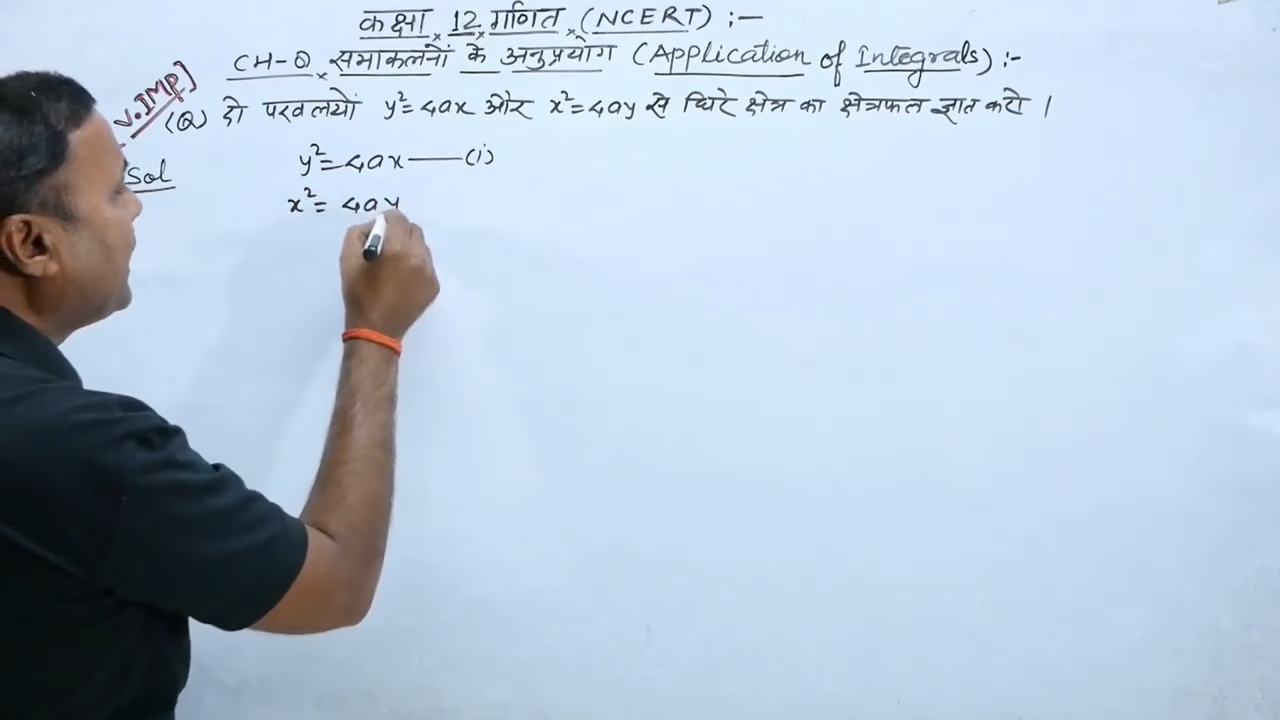 कक्षा 12 गणित (NCERT) :-
CH-8 समाकलनों के अनुप्रयोग (Application of Integrals) :-
V.IMP]
(Q) दो परवलयों y²=4ax और x²=4ay से घिरे क्षेत्र का क्षेत्रफल ज्ञात करो ।
Sol
y²=4ax——(i)
x²= 4ay